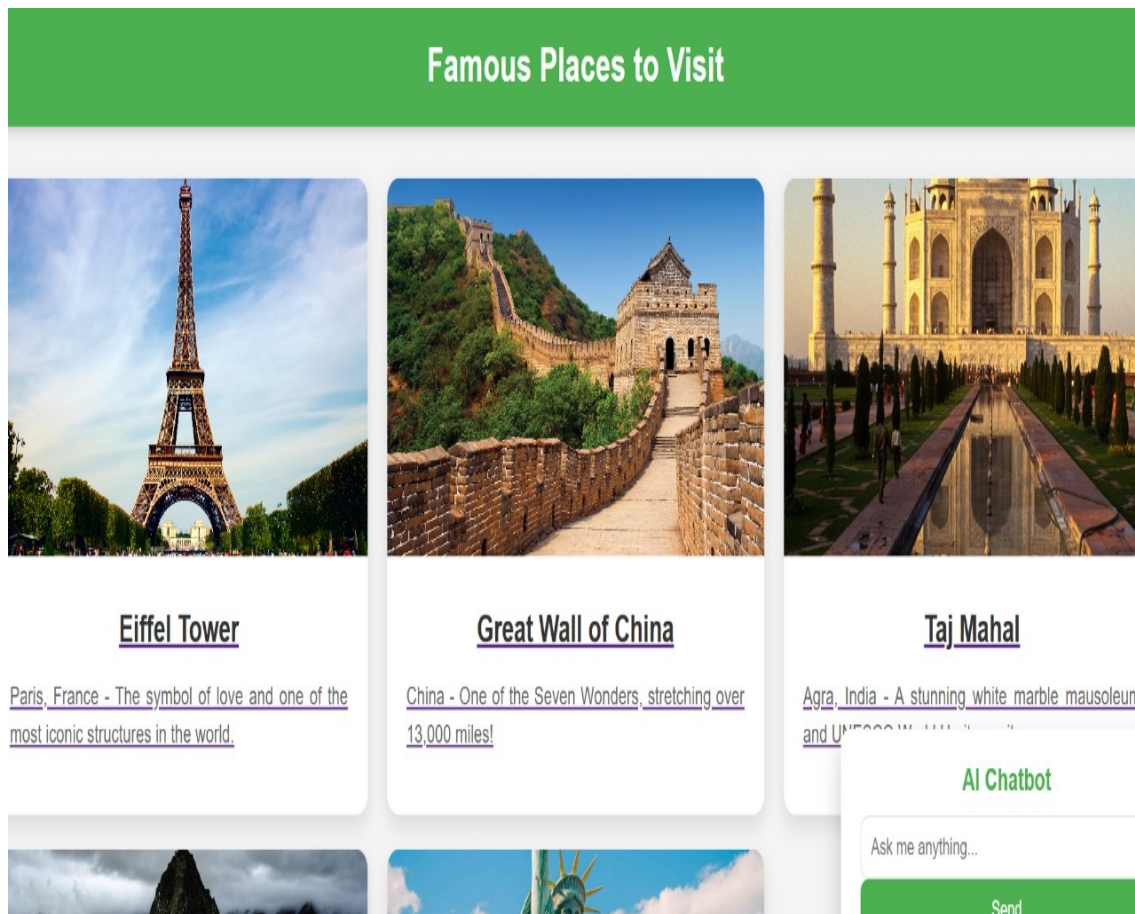 Famous Places to Visit
Eiffel Tower
Paris, France - The symbol of love and one of the
most iconic structures in the world.
Great Wall of China
China - One of the Seven Wonders, stretching over
13,000 miles!
Taj Mahal
Agra, India - A stunning white marble mausoleum
and
AI Chatbot
Ask me anything...
Send